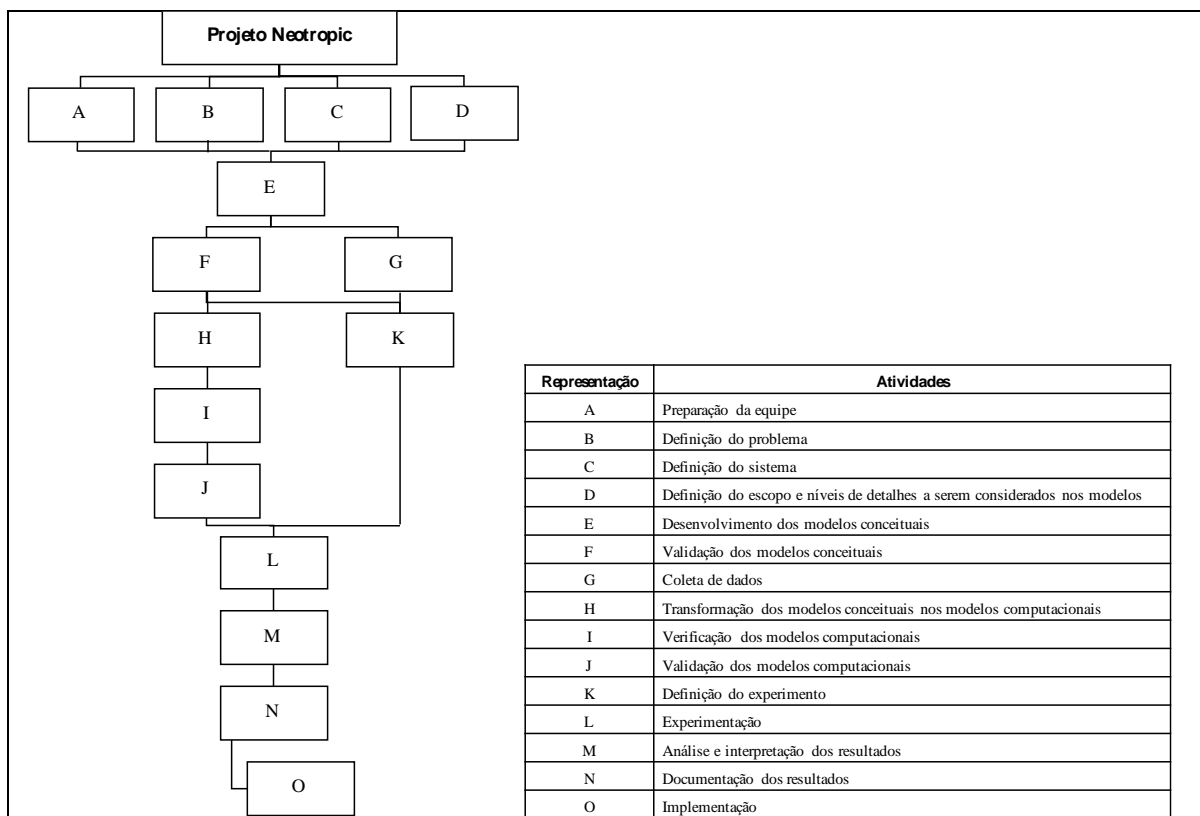 Projeto Neotropic
A B C D
E
F G
H K
I
J
L
M
N
O
Representação Atividades
A Preparação da equipe
B Definição do problema
C Definição do sistema
D Definição do escopo e níveis de detalhes a serem considerados nos modelos
E Desenvolvimento dos modelos conceituais
F Validação dos modelos conceituais
G Coleta de dados
H Transformação dos modelos conceituais nos modelos computacionais
I Verificação dos modelos computacionais
J Validação dos modelos computacionais
K Definição do experimento
L Experimentação
M Análise e interpretação dos resultados
N Documentação dos resultados
O Implementação